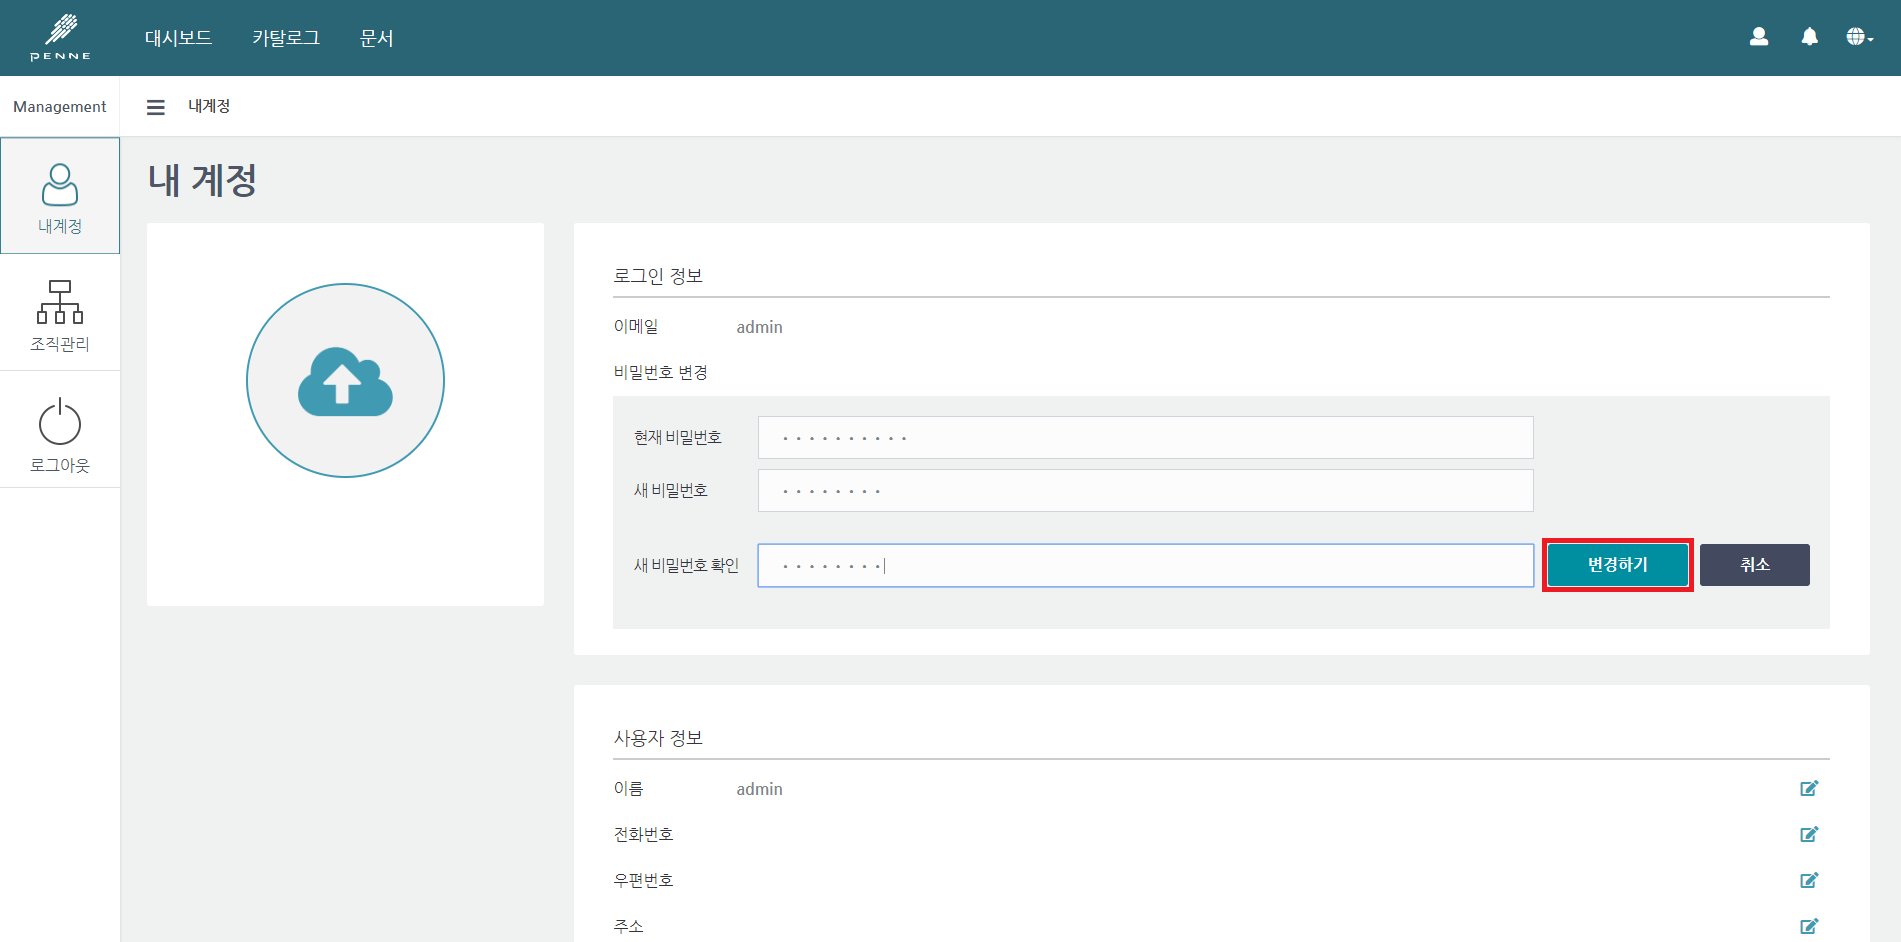 PENNE
대시보드 카탈로그 문서
Management
내계정
내계정
조직관리
로그아웃
내 계정
로그인 정보
이메일 admin
비밀번호 변경
현재 비밀번호 ··········
새 비밀번호 ········
새 비밀번호 확인 ········ 변경하기 취소
사용자 정보
이름 admin
전화번호
우편번호
주소